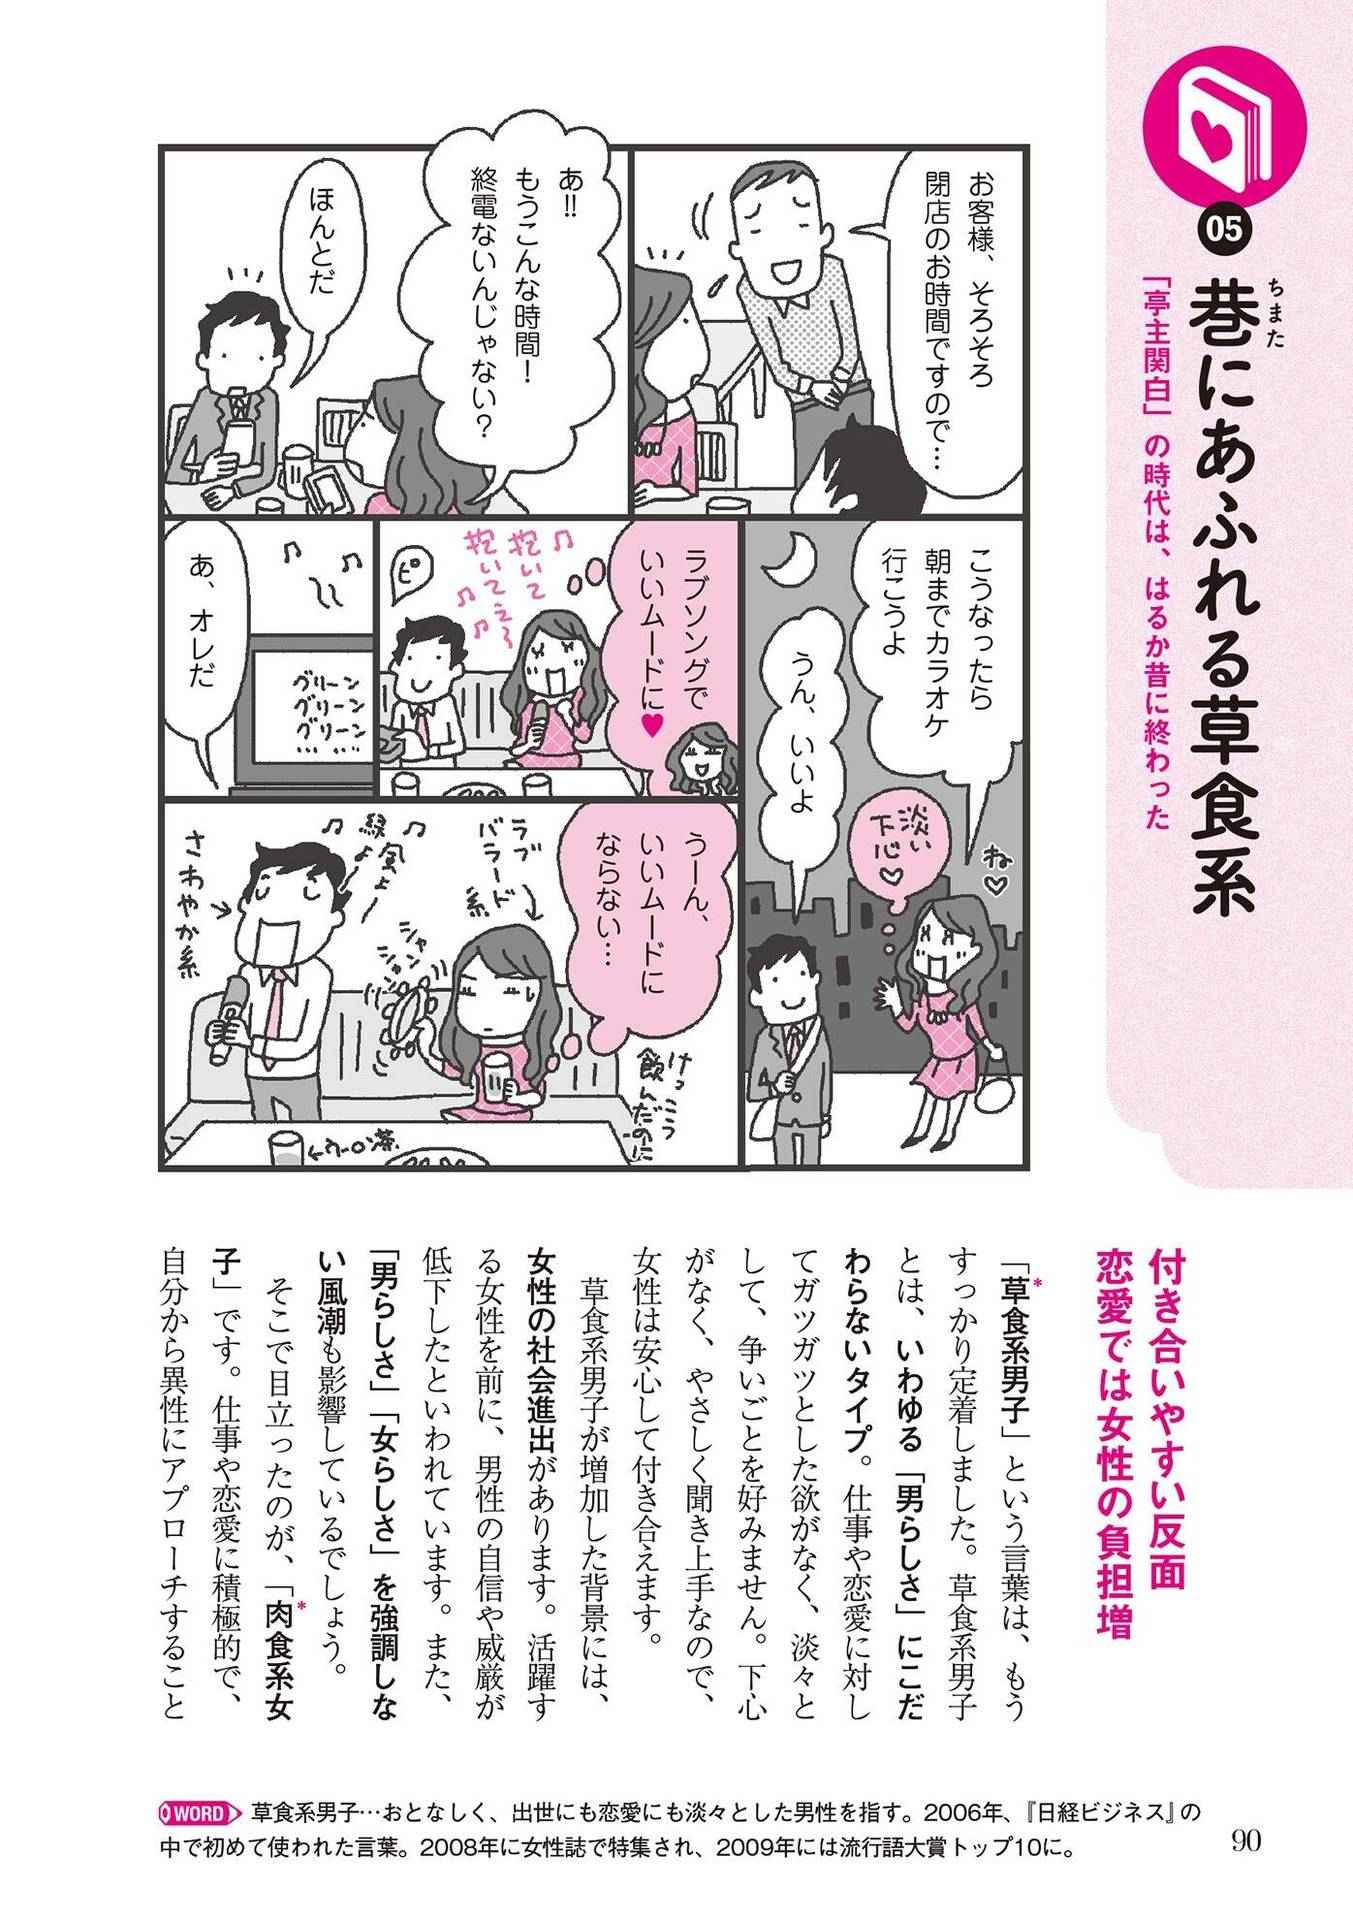 05
巷にあふれる草食系
ちまた
「亭主関白」の時代は、はるか昔に終わった
お客様、そろそろ
閉店のお時間ですので…
あ!!
もうこんな時間!
終電ないんじゃない?
ほんとだ
こうなったら
朝までカラオケ
行こうよ
うん、いいよ
ね♡
淡い
下心♡
ラブソングで
いいムードに♥
♫抱いて
抱いてぇ〜♪♫
ピ
♫
♪
グリーン
グリーン
グリーン
……
あ、オレだ
うーん、
いいムードに
ならない…
ラブ
バラード
系
シャン
シャン
♫緑風よ〜♫
さわやか系
けっこう
飲んだのに
←ウーロン茶
付き合いやすい反面
恋愛では女性の負担増
「草食系男子*」という言葉は、もう
すっかり定着しました。草食系男子
とは、いわゆる「男らしさ」にこだ
わらないタイプ。仕事や恋愛に対し
てガツガツとした欲がなく、淡々と
して、争いごとを好みません。下心
がなく、やさしく聞き上手なので、
女性は安心して付き合えます。
草食系男子が増加した背景には、
女性の社会進出があります。活躍す
る女性を前に、男性の自信や威厳が
低下したといわれています。また、
「男らしさ」「女らしさ」を強調しな
い風潮も影響しているでしょう。
そこで目立ったのが、「肉食系女*
子」です。仕事や恋愛に積極的で、
自分から異性にアプローチすること
WORD 草食系男子…おとなしく、出世にも恋愛にも淡々とした男性を指す。2006年、『日経ビジネス』の
中で初めて使われた言葉。2008年に女性誌で特集され、2009年には流行語大賞トップ10に。
90